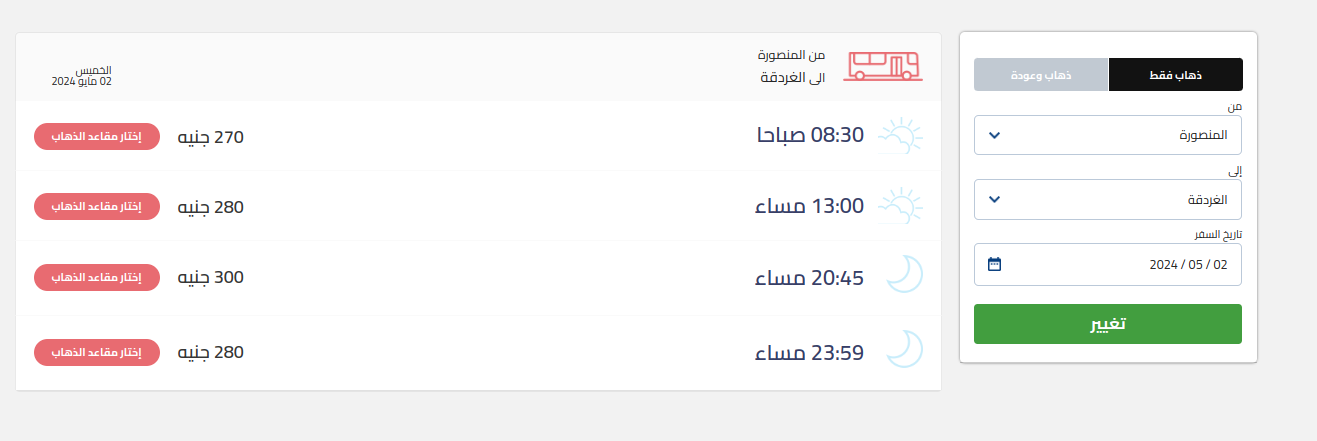 ذهاب فقط
ذهاب وعودة
من
المنصورة
إلى
الغردقة
تاريخ السفر
02 / 05 / 2024
تغيير
من المنصورة
الى الغردقة
الخميس
02 مايو 2024
08:30 صباحا
270 جنيه
إختار مقاعد الذهاب
13:00 مساء
280 جنيه
إختار مقاعد الذهاب
20:45 مساء
300 جنيه
إختار مقاعد الذهاب
23:59 مساء
280 جنيه
إختار مقاعد الذهاب